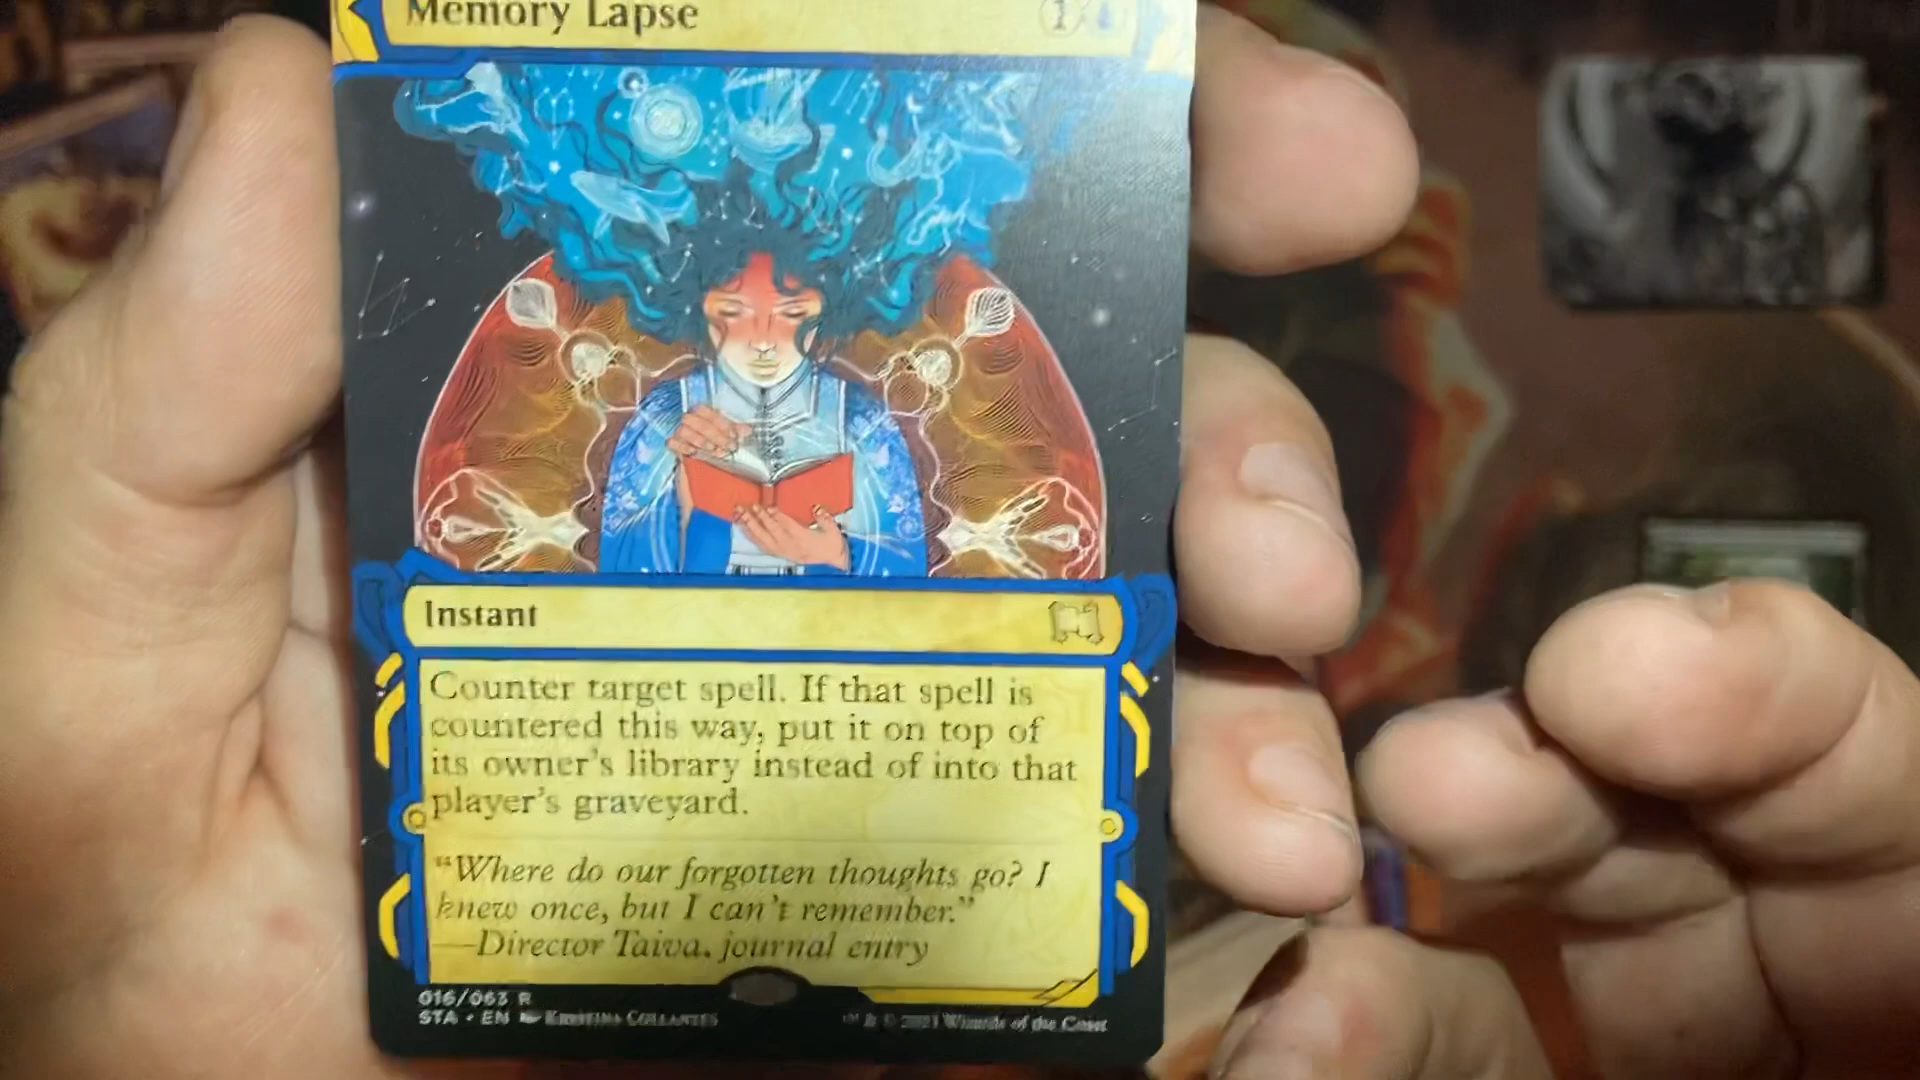 Memory Lapse 1
Instant
Counter target spell. If that spell is
countered this way, put it on top of
its owner's library instead of into that
player's graveyard.
"Where do our forgotten thoughts go? I
knew once, but I can't remember."
—Director Taiva, journal entry
016/063 R
STA • EN Kristina Collantes
™ & © 2021 Wizards of the Coast